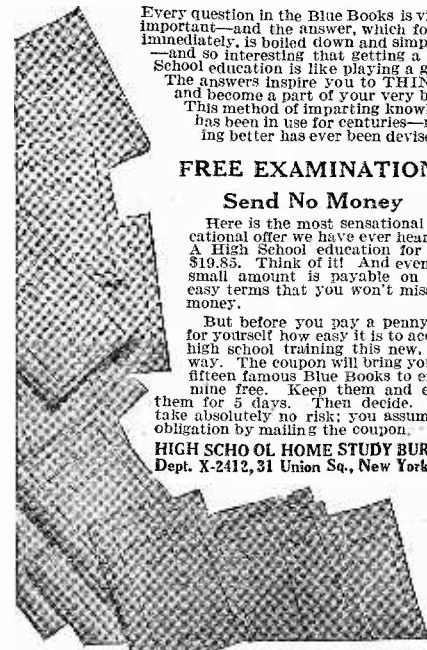 Every question in the Blue Books is vi
important—and the answer, which fo
immediately, is boiled down and simp
—and so interesting that getting a
School education is like playing a g
The answers inspire you to THIN
and become a part of your very b
This method of imparting knowl
has been in use for centuries—n
ing better has ever been devise
FREE EXAMINATION
Send No Money
Here is the most sensational
cational offer we have ever hear
A High School education for
$19.85. Think of it! And even
small amount is payable on
easy terms that you won't miss
money.
But before you pay a penny
for yourself how easy it is to acq
high school training this new,
way. The coupon will bring you
fifteen famous Blue Books to e
mine free. Keep them and e
them for 5 days. Then decide.
take absolutely no risk; you assum
obligation by mailing the coupon.
HIGH SCHO OL HOME STUDY BUR
Dept. X-2412, 31 Union Sq., New York